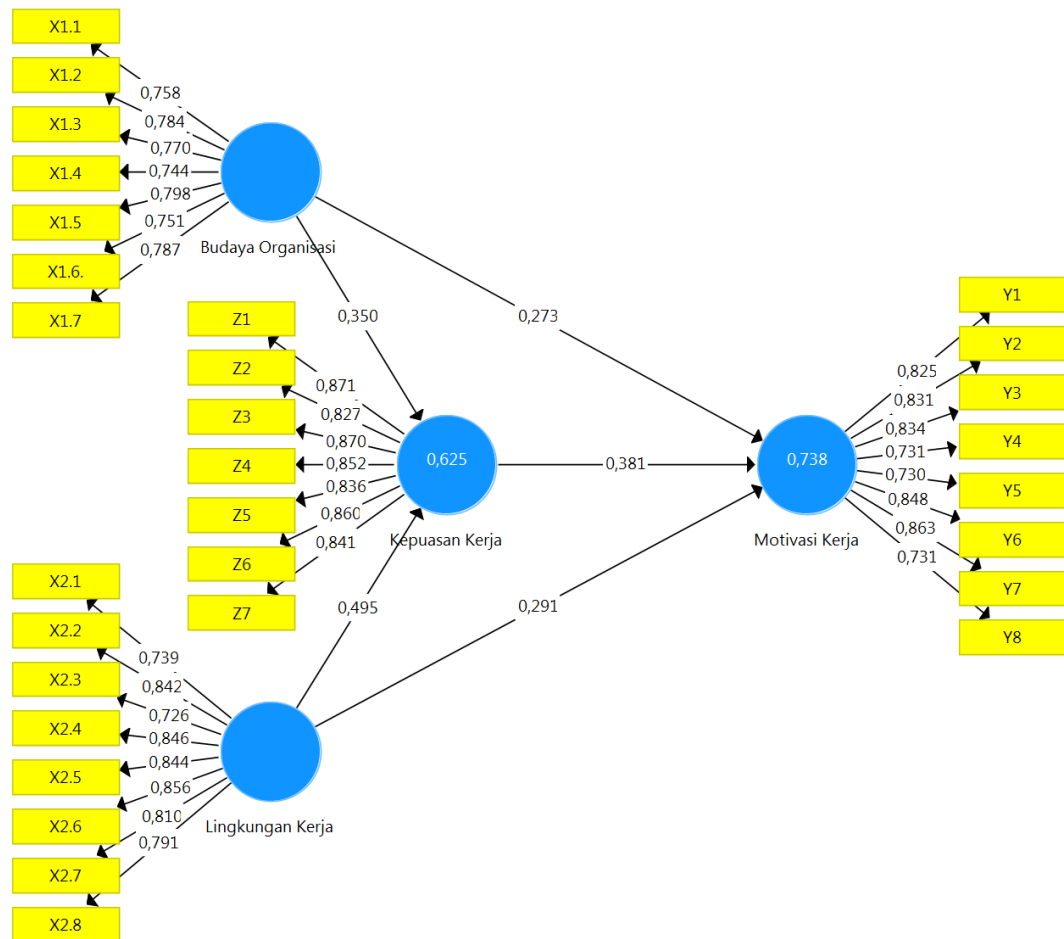 X1.1
X1.2
X1.3
X1.4
X1.5
X1.6.
X1.7
0,758
0,784
0,770
0,744
0,798
0,751
0,787
Budaya Organisasi
0,350
0,273
Z1
Z2
Z3
Z4
Z5
Z6
Z7
0,871
0,827
0,870
0,852
0,836
0,860
0,841
0,625
Kepuasan Kerja
0,381
0,738
Motivasi Kerja
0,825
0,831
0,834
0,731
0,730
0,848
0,863
0,731
Y1
Y2
Y3
Y4
Y5
Y6
Y7
Y8
0,495
0,291
X2.1
X2.2
X2.3
X2.4
X2.5
X2.6
X2.7
X2.8
0,739
0,842
0,726
0,846
0,844
0,856
0,810
0,791
Lingkungan Kerja